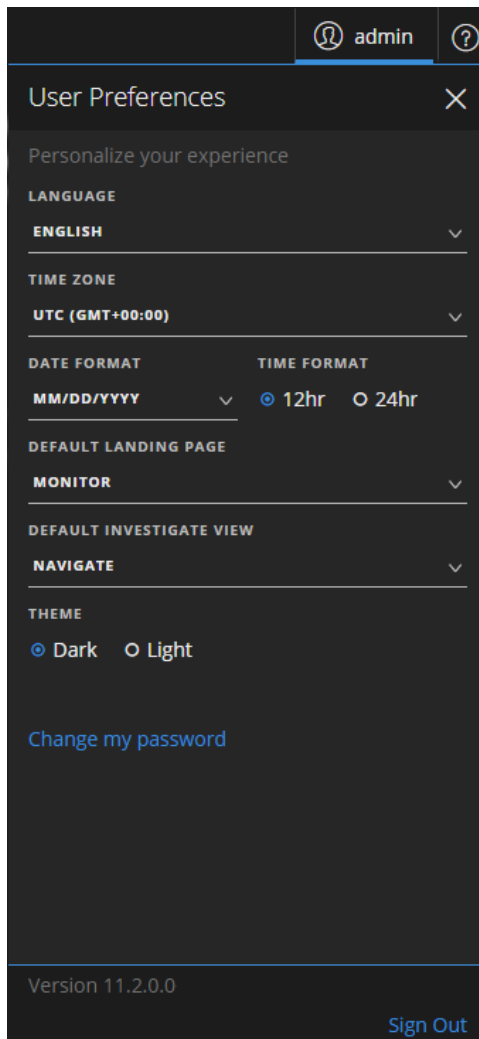 admin ?
User Preferences
Personalize your experience
LANGUAGE
ENGLISH
TIME ZONE
UTC (GMT+00:00)
DATE FORMAT TIME FORMAT
MM/DD/YYYY 12hr 24hr
DEFAULT LANDING PAGE
MONITOR
DEFAULT INVESTIGATE VIEW
NAVIGATE
THEME
Dark Light
Change my password
Version 11.2.0.0
Sign Out